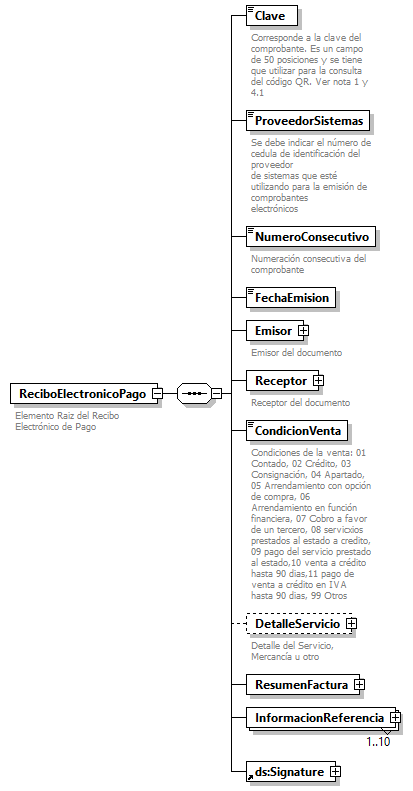 Clave
Corresponde a la clave del
comprobante. Es un campo
de 50 posiciones y se tiene
que utilizar para la consulta
del código QR. Ver nota 1 y
4.1
ProveedorSistemas
Se debe indicar el número de
cedula de identificación del
proveedor
de sistemas que esté
utilizando para la emisión de
comprobantes
electrónicos
NumeroConsecutivo
Numeración consecutiva del
comprobante
FechaEmision
Emisor
Emisor del documento
Receptor
Receptor del documento
ReciboElectronicoPago
Elemento Raiz del Recibo
Electrónico de Pago
CondicionVenta
Condiciones de la venta: 01
Contado, 02 Crédito, 03
Consignación, 04 Apartado,
05 Arrendamiento con opción
de compra, 06
Arrendamiento en función
financiera, 07 Cobro a favor
de un tercero, 08 servicxios
prestados al estado a credito,
09 pago del servicio prestado
al estado,10 venta a crédito
hasta 90 dias,11 pago de
venta a crédito en IVA
hasta 90 dias, 99 Otros
DetalleServicio
Detalle del Servicio,
Mercancía u otro
ResumenFactura
InformacionReferencia
1..10
ds:Signature